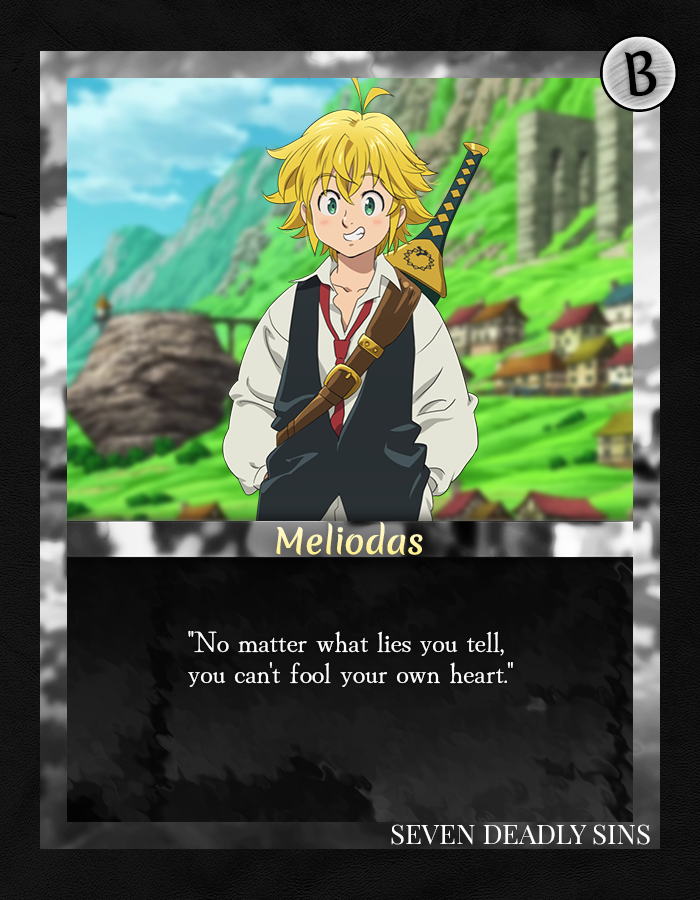 B
Meliodas
"No matter what lies you tell,
you can't fool your own heart."
SEVEN DEADLY SINS